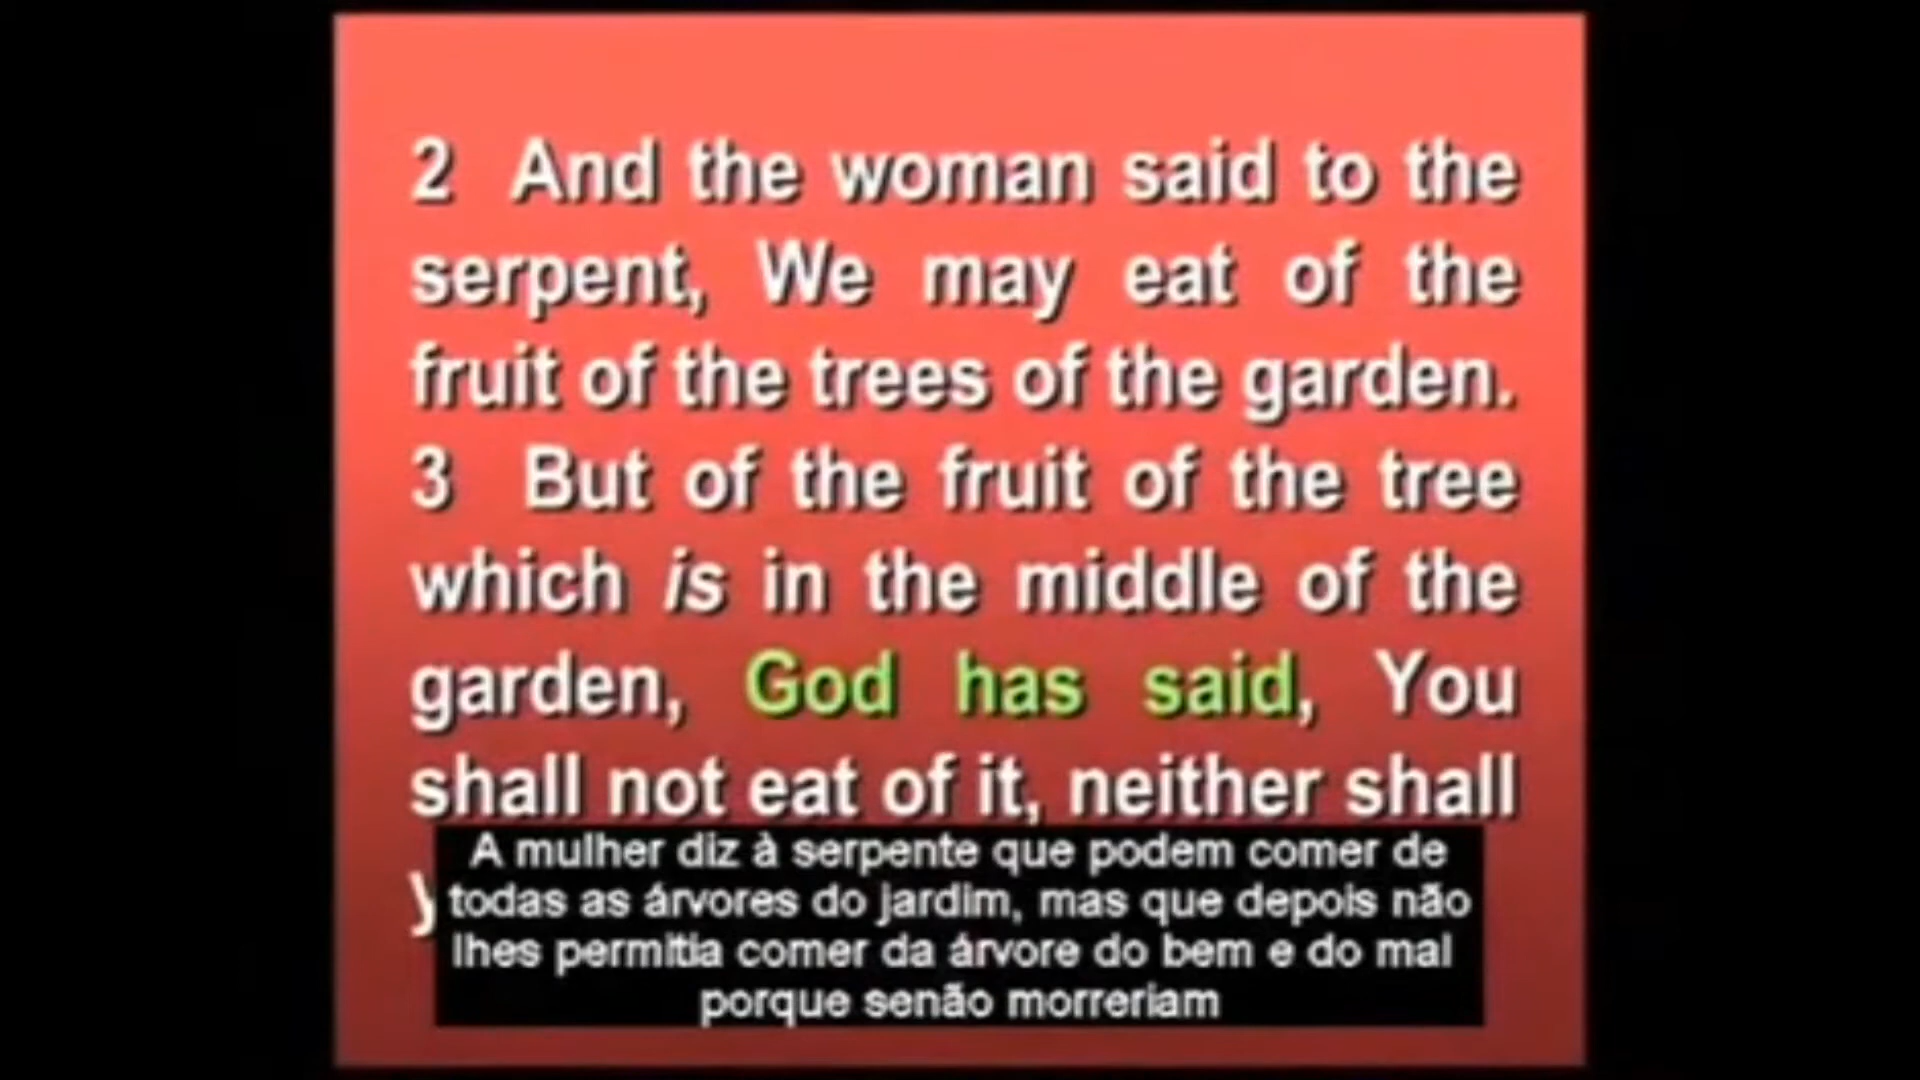 2 And the woman said to the
serpent, We may eat of the
fruit of the trees of the garden.
3 But of the fruit of the tree
which is in the middle of the
garden, God has said, You
shall not eat of it, neither shall
A mulher diz à serpente que podem comer de
todas as árvores do jardim, mas que depois não
lhes permitia comer da árvore do bem e do mal
porque senão morreriam